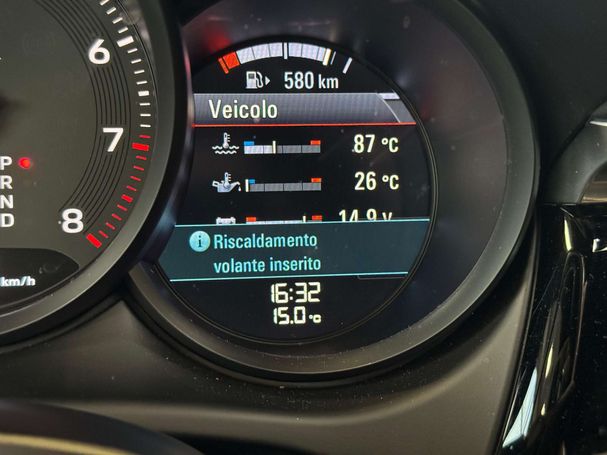 580 km
Veicolo
6
87 °C
7
P
R
N
D
26 °C
8
14.9 V
Riscaldamento
volante inserito
km/h
16:32
15.0 °C